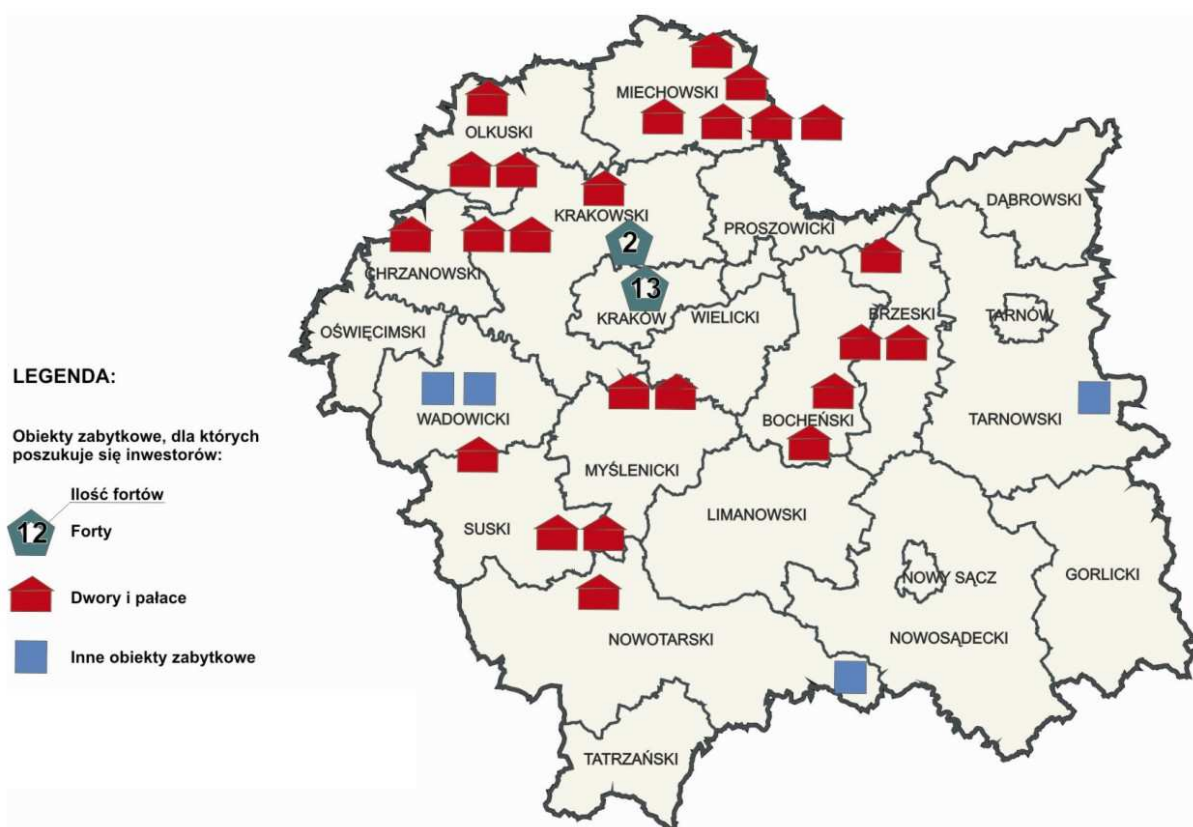 MIECHOWSKI
OLKUSKI
DĄBROWSKI
KRAKOWSKI
PROSZOWICKI
2
CHRZANOWSKI
13
KRAKÓW
WIELICKI
BRZESKI
TARNÓW
OŚWIĘCIMSKI
WADOWICKI
BOCHEŃSKI
TARNOWSKI
MYŚLENICKI
LIMANOWSKI
SUSKI
NOWY SĄCZ
GORLICKI
NOWOTARSKI
NOWOSĄDECKI
TATRZAŃSKI
LEGENDA:
Obiekty zabytkowe, dla których
poszukuje się inwestorów:
Ilość fortów
12 Forty
Dwory i pałace
Inne obiekty zabytkowe